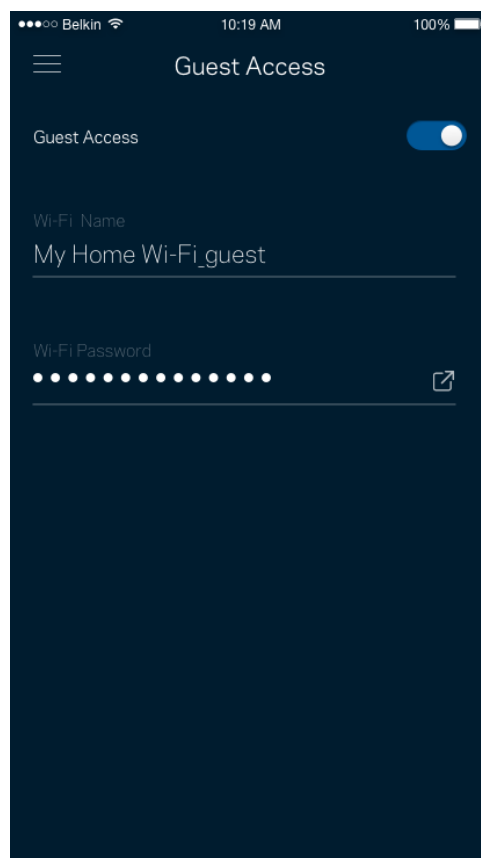 Belkin 10:19 AM 100%
Guest Access
Guest Access
Wi-Fi Name
My Home Wi-Fi_guest
Wi-Fi Password
●●●●●●●●●●●●●●